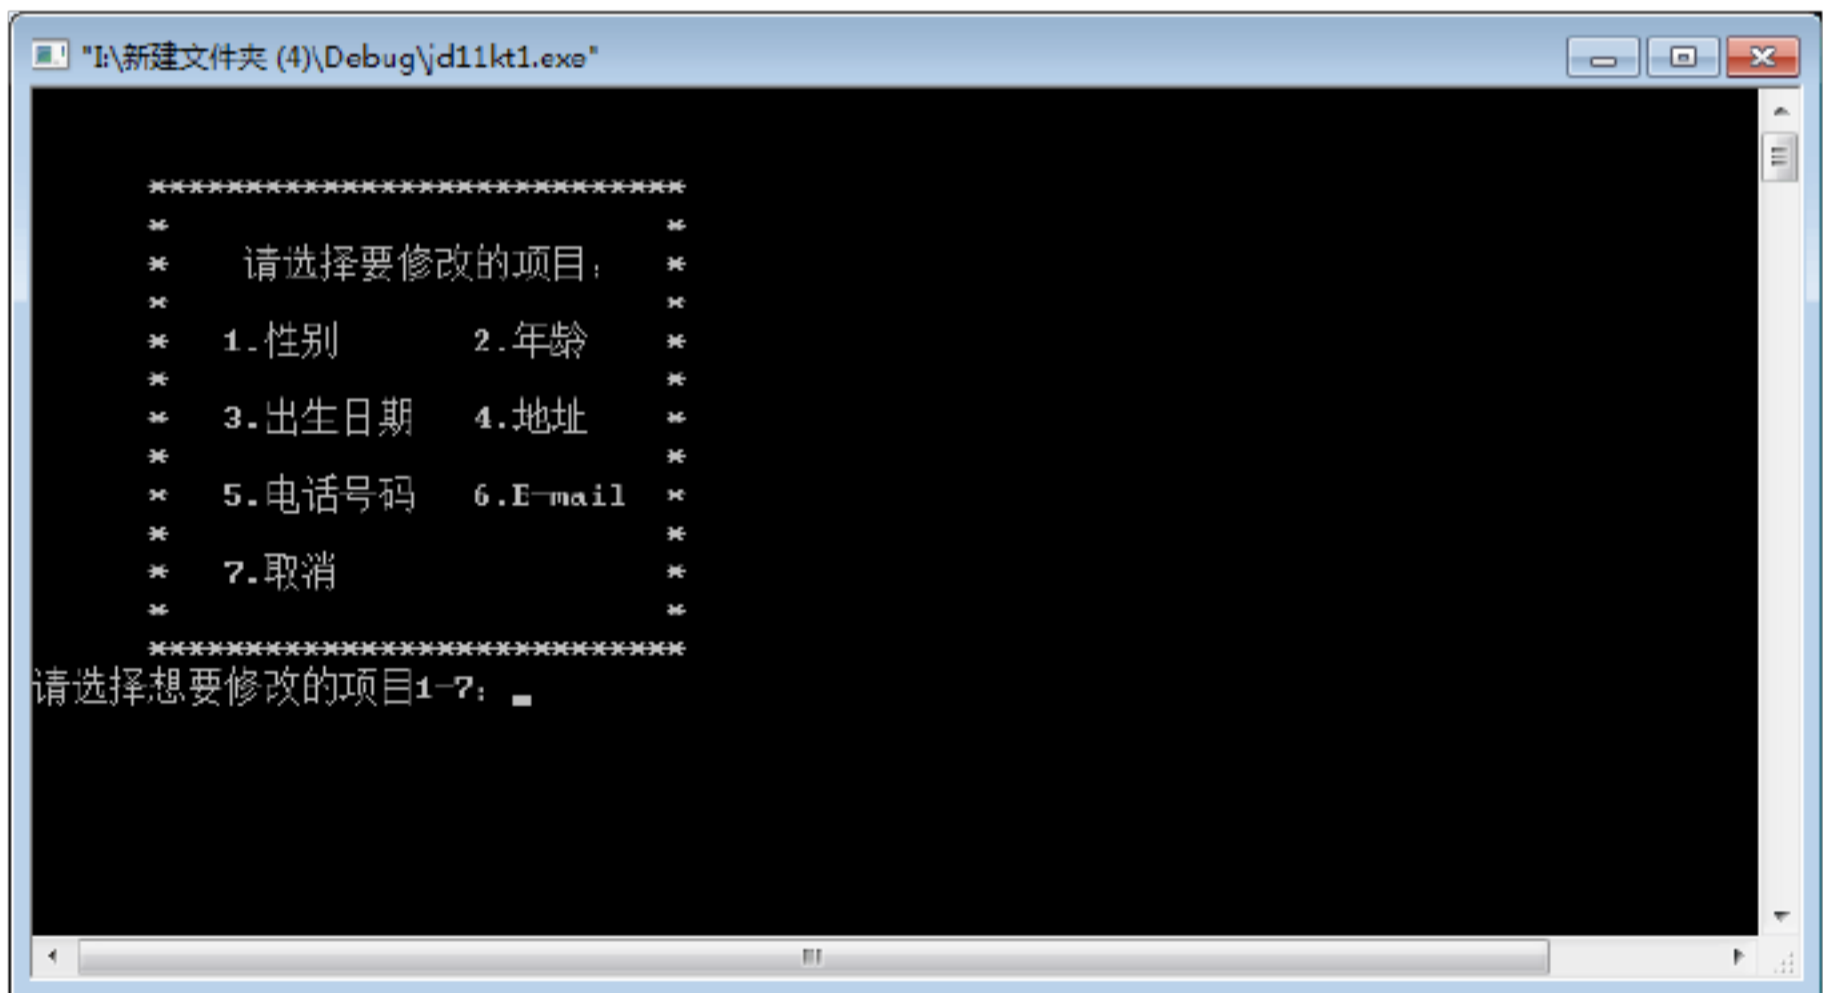 "I:\新建文件夹 (4)\Debug\jd11kt1.exe"
****************************
* *
* 请选择要修改的项目： *
* *
* 1.性别 2.年龄 *
* *
* 3.出生日期 4.地址 *
* *
* 5.电话号码 6.E-mail *
* *
* 7.取消 *
* *
****************************
请选择想要修改的项目1-7：